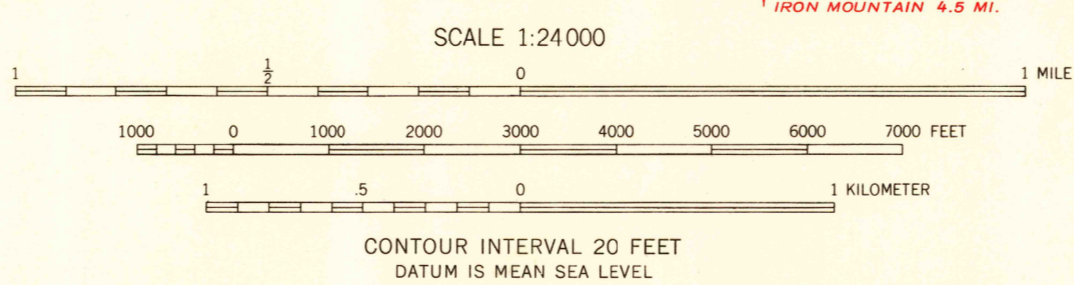 IRON MOUNTAIN 4.5 MI.
SCALE 1:24000
1 1/2 0 1 MILE
1000 0 1000 2000 3000 4000 5000 6000 7000 FEET
1 .5 0 1 KILOMETER
CONTOUR INTERVAL 20 FEET
DATUM IS MEAN SEA LEVEL